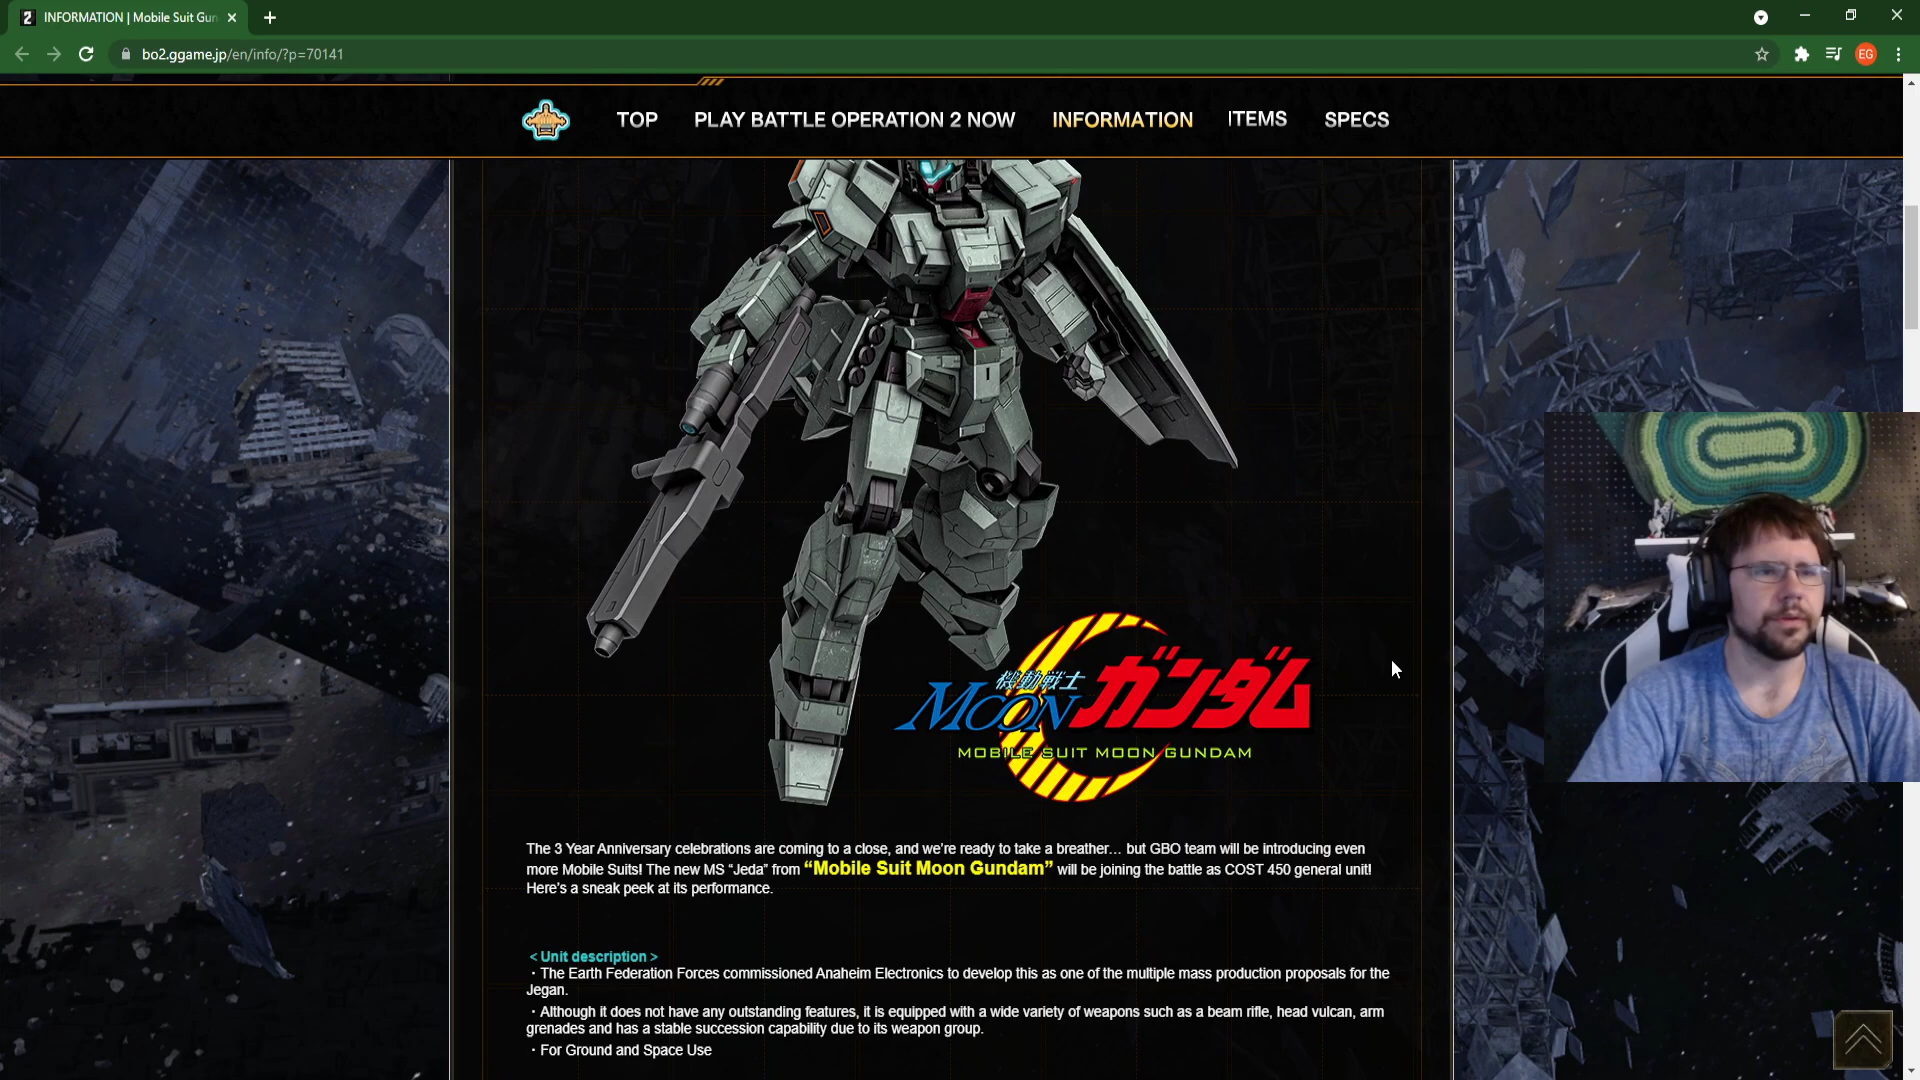 INFORMATION | Mobile Suit Gun
bo2.ggame.jp/en/info/?p=70141
EG
TOP
PLAY BATTLE OPERATION 2 NOW
INFORMATION
ITEMS
SPECS
機動戦士
MOON ガンダム
MOBILE SUIT MOON GUNDAM
The 3 Year Anniversary celebrations are coming to a close, and we're ready to take a breather… but GBO team will be introducing even
more Mobile Suits! The new MS “Jeda” from “Mobile Suit Moon Gundam” will be joining the battle as COST 450 general unit!
Here's a sneak peek at its performance.
＜Unit description＞
・The Earth Federation Forces commissioned Anaheim Electronics to develop this as one of the multiple mass production proposals for the
Jegan.
・Although it does not have any outstanding features, it is equipped with a wide variety of weapons such as a beam rifle, head vulcan, arm
grenades and has a stable succession capability due to its weapon group.
・For Ground and Space Use